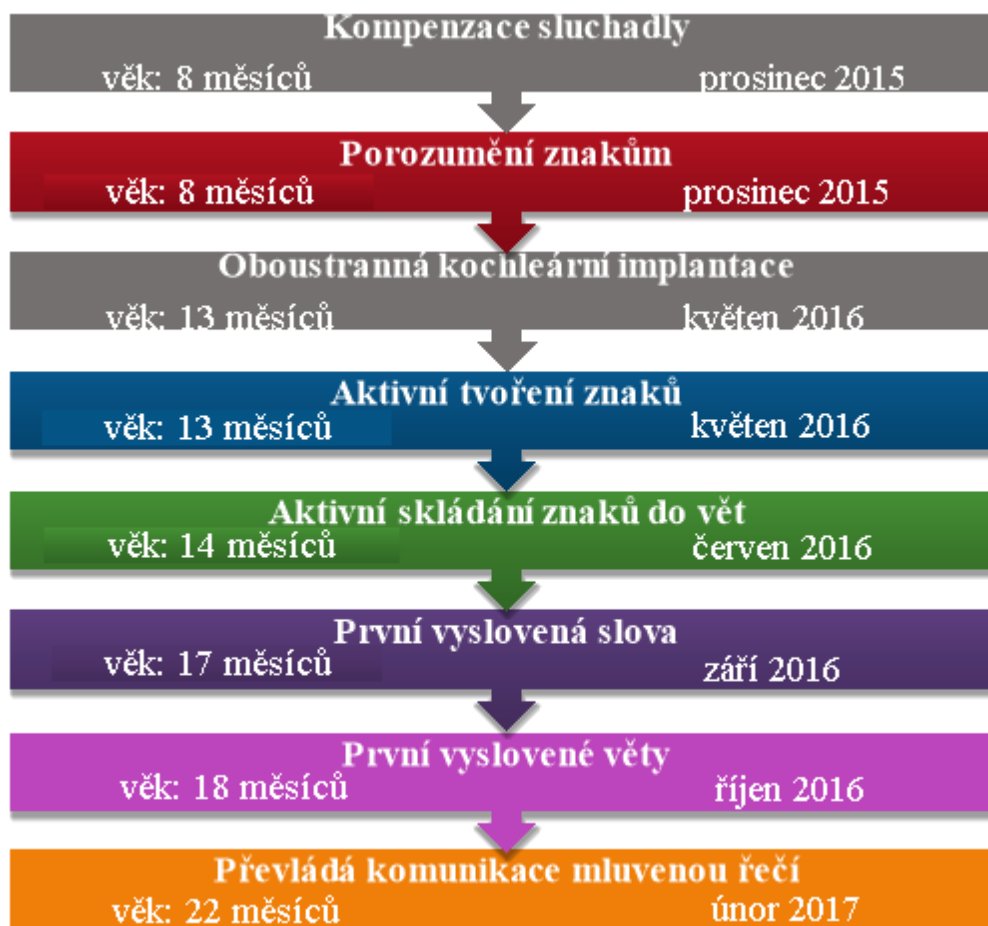 Kompenzace sluchadly
věk: 8 měsíců prosinec 2015
Porozumění znakům
věk: 8 měsíců prosinec 2015
Oboustranná kochleární implantace
věk: 13 měsíců květen 2016
Aktivní tvoření znaků
věk: 13 měsíců květen 2016
Aktivní skládání znaků do vět
věk: 14 měsíců červen 2016
První vyslovená slova
věk: 17 měsíců září 2016
První vyslovené věty
věk: 18 měsíců říjen 2016
Převládá komunikace mluvenou řečí
věk: 22 měsíců únor 2017